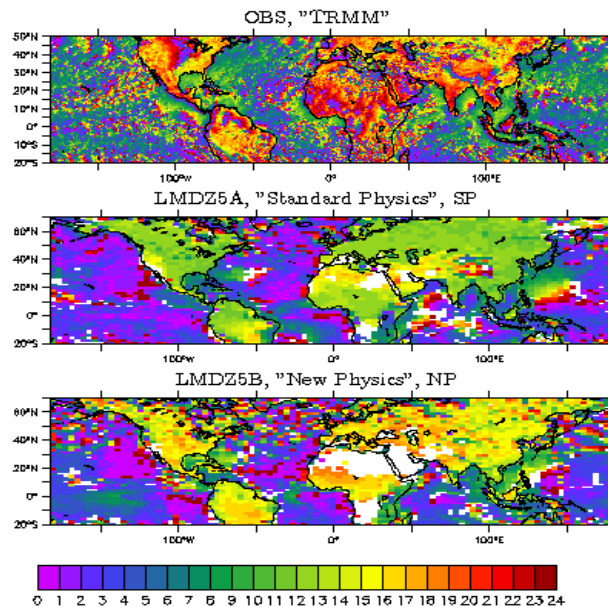 OBS, "TRMM"
50°N
40°N
30°N
20°N
10°N
0°
10°S
20°S
100°W 0° 100°E
LMDZ5A, "Standard Physics", SP
60°N
40°N
20°N
0°
20°S
100°W 0° 100°E
LMDZ5B, "New Physics", NP
60°N
40°N
20°N
0°
20°S
100°W 0° 100°E
0 1 2 3 4 5 6 7 8 9 10 11 12 13 14 15 16 17 18 19 20 21 22 23 24